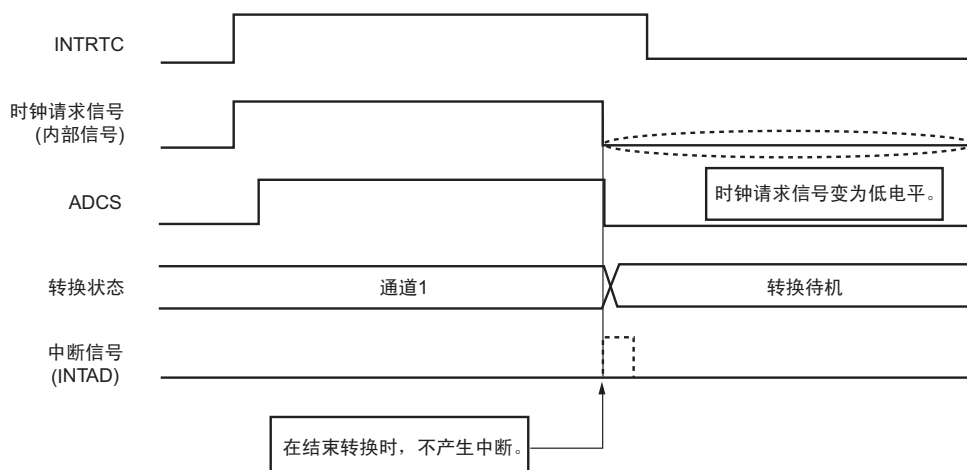 INTRTC
时钟请求信号
(内部信号)
时钟请求信号变为低电平。
ADCS
转换状态
通道1
转换待机
中断信号
(INTAD)
在结束转换时，不产生中断。